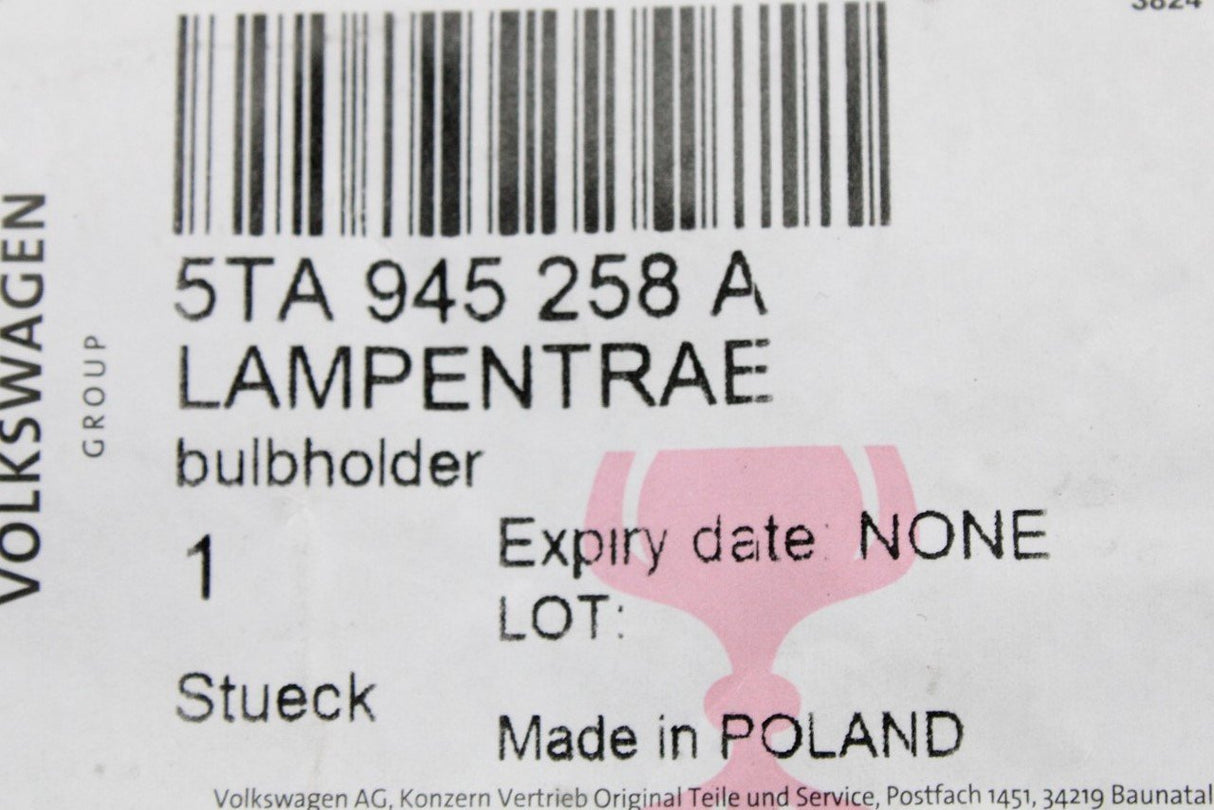 3824
VOLKSWAGEN
GROUP
5TA 945 258 A
LAMPENTRAE
bulbholder
1
Stueck
Expiry date: NONE
LOT:
Made in POLAND
Volkswagen AG, Konzern Vertrieb Original Teile und Service, Postfach 1451, 34219 Baunatal